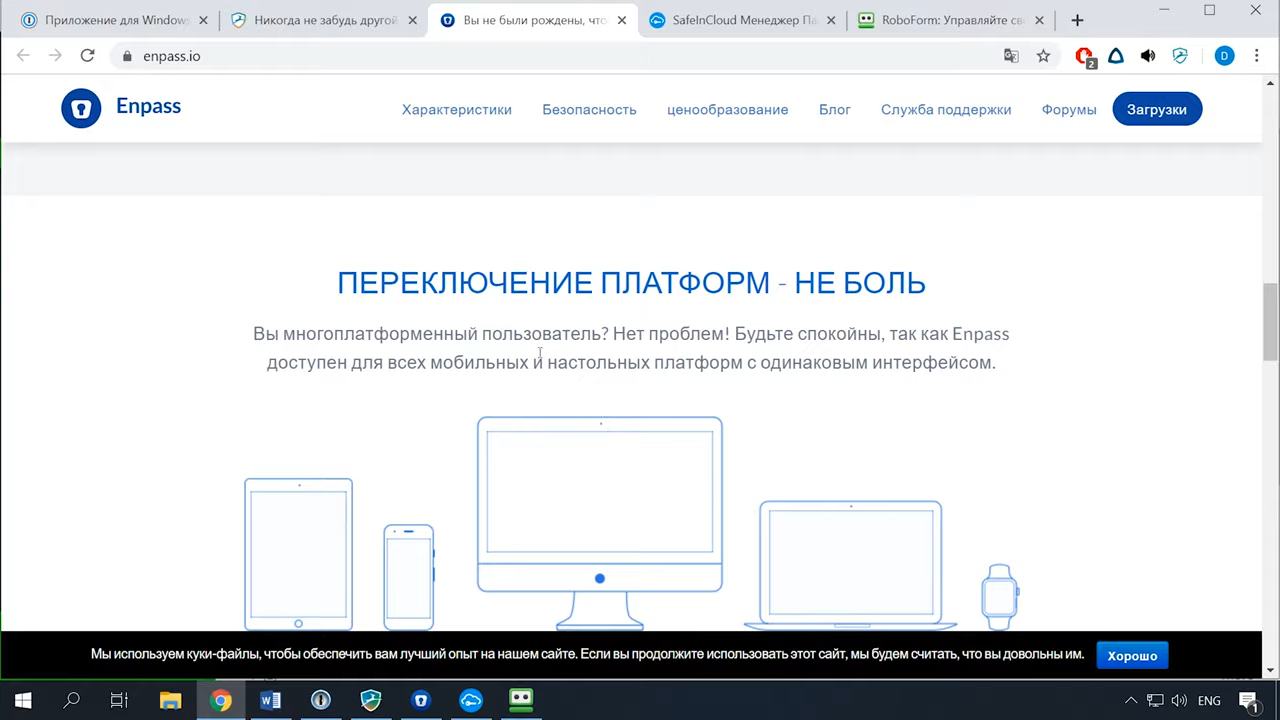 Приложение для Windows
Никогда не забудь другой
Вы не были рождены, что
SafeInCloud Менеджер Па
RoboForm: Управляйте св
enpass.io
2
D
Enpass
Характеристики
Безопасность
ценообразование
Блог
Служба поддержки
Форумы
Загрузки
ПЕРЕКЛЮЧЕНИЕ ПЛАТФОРМ - НЕ БОЛЬ
Вы многоплатформенный пользователь? Нет проблем! Будьте спокойны, так как Enpass
доступен для всех мобильных и настольных платформ с одинаковым интерфейсом.
Мы используем куки-файлы, чтобы обеспечить вам лучший опыт на нашем сайте. Если вы продолжите использовать этот сайт, мы будем считать, что вы довольны им.
Хорошо
ENG
1